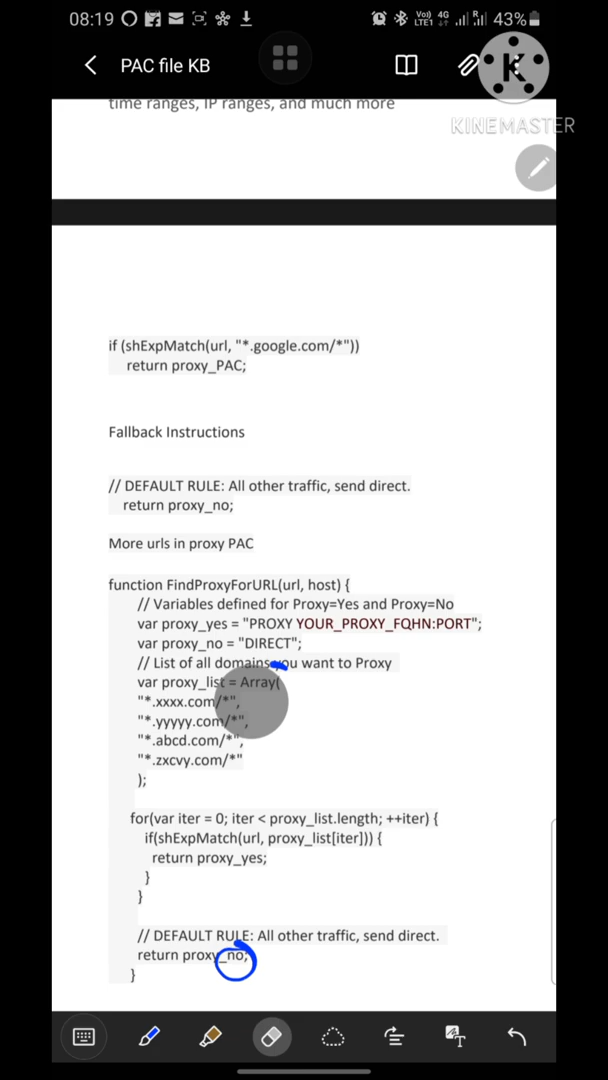 08:19
Vo)) 4G R
LTE1
43%
PAC file KB
K
KINEMASTER
time ranges, IP ranges, and much more
if (shExpMatch(url, "*.google.com/*"))
return proxy_PAC;
Fallback Instructions
// DEFAULT RULE: All other traffic, send direct.
return proxy_no;
More urls in proxy PAC
function FindProxyForURL(url, host) {
// Variables defined for Proxy=Yes and Proxy=No
var proxy_yes = "PROXY YOUR_PROXY_FQHN:PORT";
var proxy_no = "DIRECT";
// List of all domains you want to Proxy
var proxy_list = Array(
"*.xxxx.com/*",
"*.yyyyy.com/*",
"*.abcd.com/*",
"*.zxcvy.com/*"
);
for(var iter = 0; iter < proxy_list.length; ++iter) {
if(shExpMatch(url, proxy_list[iter])) {
return proxy_yes;
}
}
// DEFAULT RULE: All other traffic, send direct.
return proxy_no;
}
T